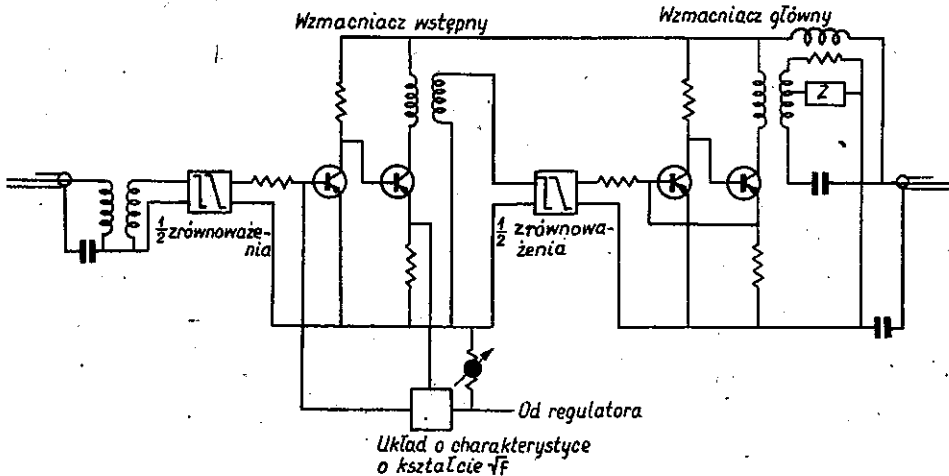 Wzmacniacz wstępny
Wzmacniacz główny
Z
½ zrównoważe-
nia
½ zrównowa-
żenia
Od regulatora
Układ o charakterystyce
o kształcie √f